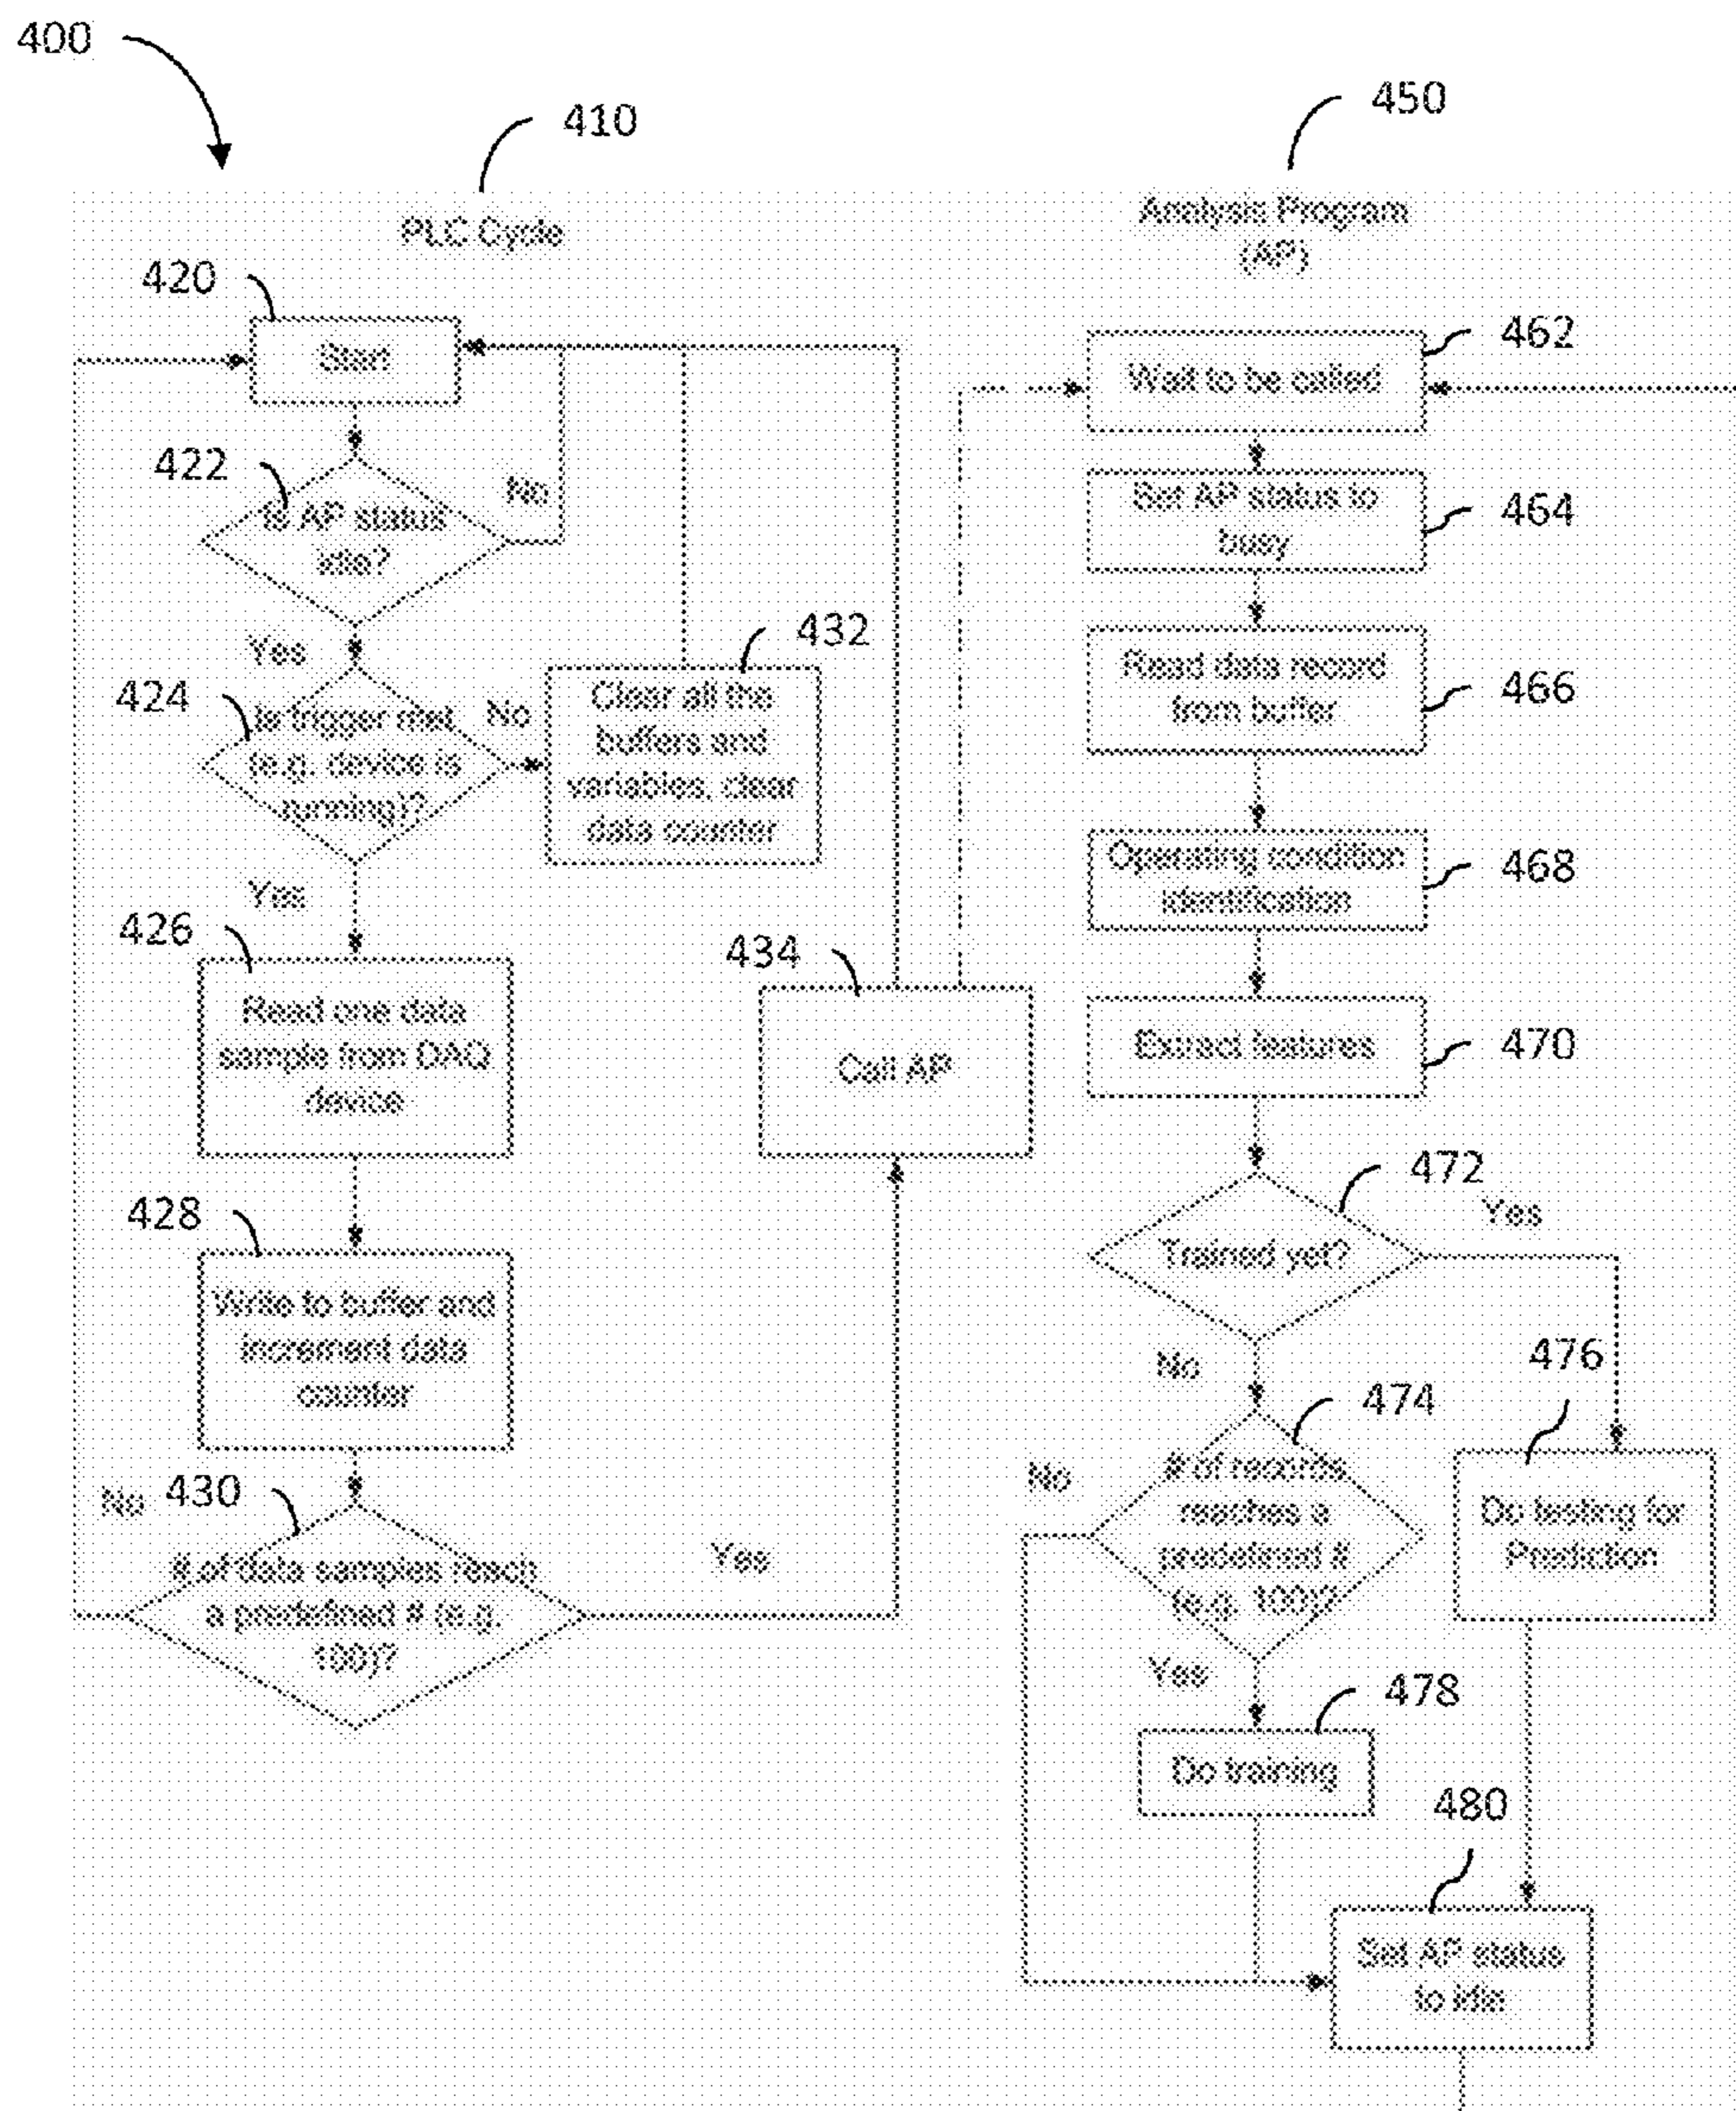 400
410
450
PLC Cycle
Analysis Program
(AP)
420
Start
422
Is AP status
idle?
No
Yes
424
Is trigger met
(e.g. device is
running)?
No
432
Clear all the
buffers and
variables, clear
data counter
Yes
426
Read one data
sample from DAQ
device
434
Call AP
428
Write to buffer and
increment data
counter
No
430
# of data samples reach
a predefined # (e.g.
100)?
Yes
462
Wait to be called
464
Set AP status to
busy
466
Read data record
from buffer
468
Operating condition
identification
470
Extract features
472
Trained yet?
Yes
No
474
# of records
reaches a
predefined #
(e.g. 100)?
No
476
Do testing for
Prediction
Yes
478
Do training
480
Set AP status
to idle